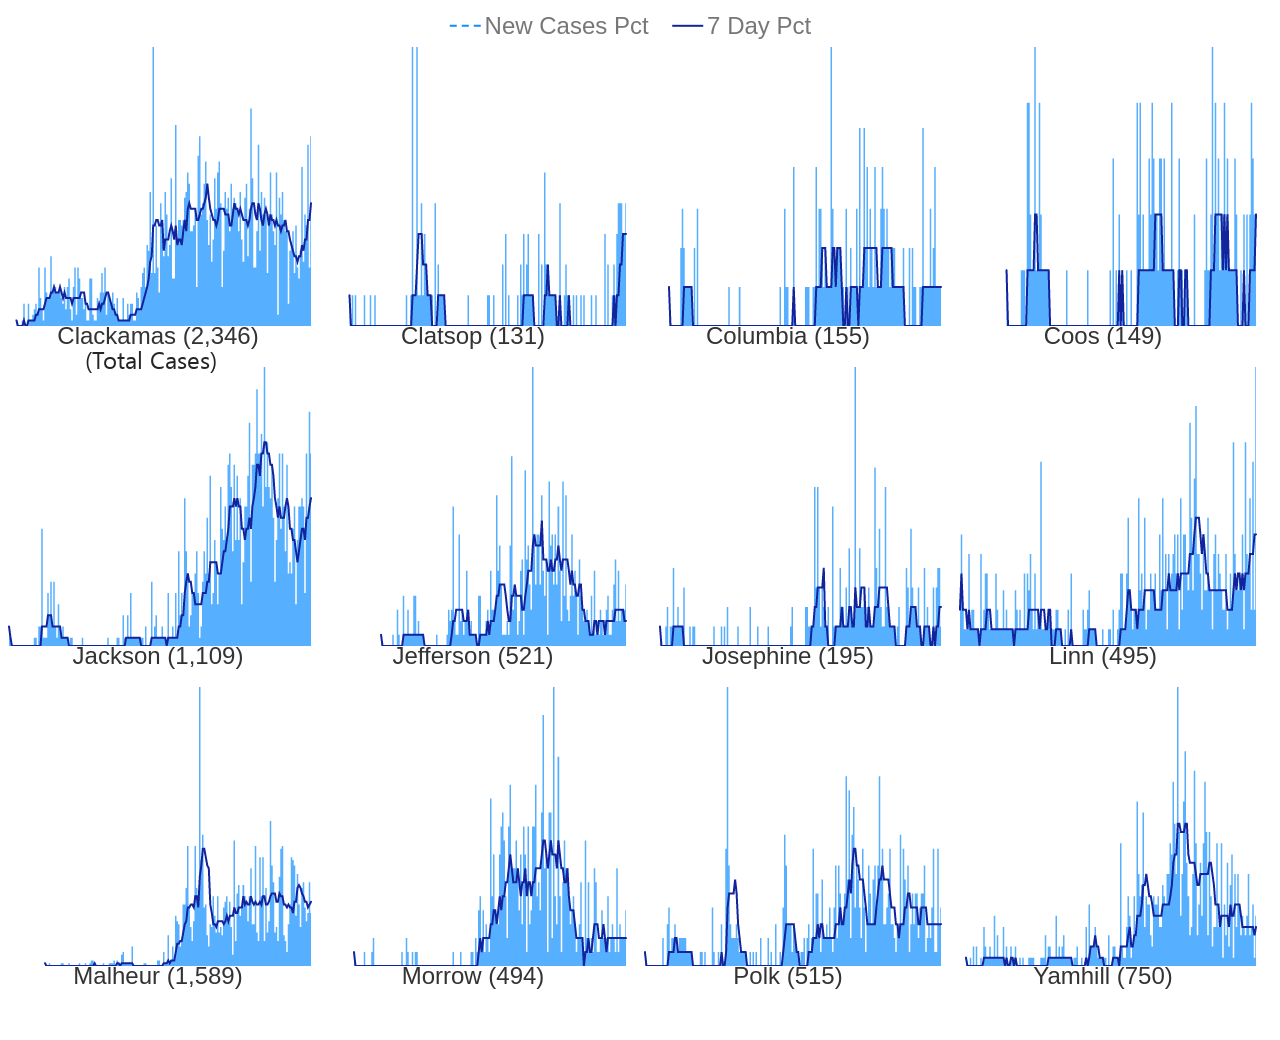 New Cases Pct 7 Day Pct
Clackamas (2,346) Clatsop (131) Columbia (155) Coos (149)
(Total Cases)
Jackson (1,109) Jefferson (521) Josephine (195) Linn (495)
Malheur (1,589) Morrow (494) Polk (515) Yamhill (750)